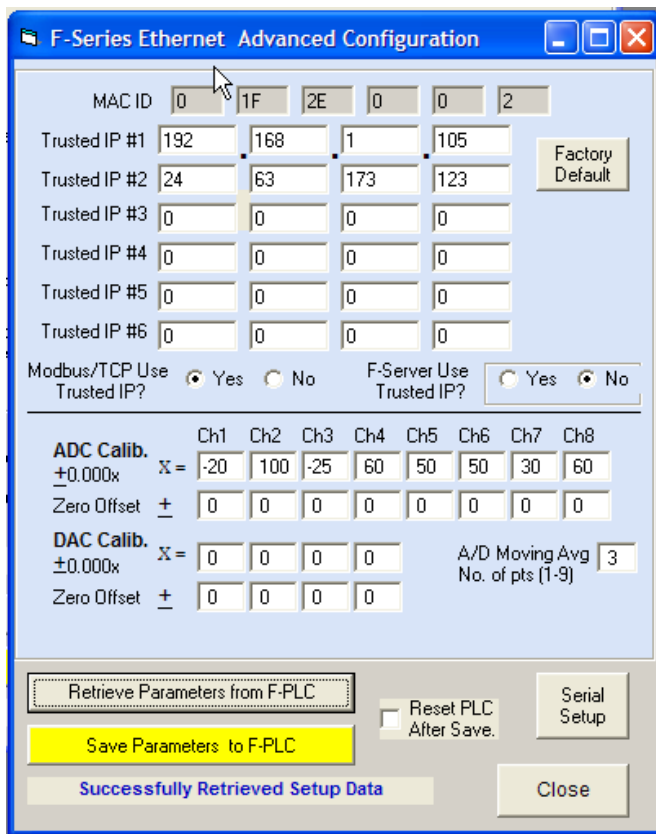 F-Series Ethernet Advanced Configuration
MAC ID 0 1F 2E 0 0 2
Trusted IP #1 192 . 168 . 1 . 105
Factory Default
Trusted IP #2 24 63 173 123
Trusted IP #3 0 0 0 0
Trusted IP #4 0 0 0 0
Trusted IP #5 0 0 0 0
Trusted IP #6 0 0 0 0
Modbus/TCP Use Trusted IP? Yes No
F-Server Use Trusted IP? Yes No
Ch1 Ch2 Ch3 Ch4 Ch5 Ch6 Ch7 Ch8
ADC Calib. ±0.000x X = -20 100 -25 60 50 50 30 60
Zero Offset ± 0 0 0 0 0 0 0 0
DAC Calib. ±0.000x X = 0 0 0 0
A/D Moving Avg No. of pts (1-9) 3
Zero Offset ± 0 0 0 0
Retrieve Parameters from F-PLC
Reset PLC After Save.
Serial Setup
Save Parameters to F-PLC
Successfully Retrieved Setup Data
Close